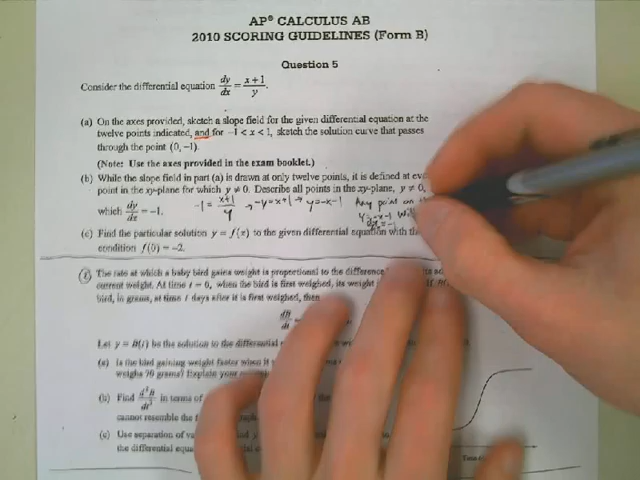 AP® CALCULUS AB
2010 SCORING GUIDELINES (Form B)
Question 5
Consider the differential equation dy/dx = x+1/y.
(a) On the axes provided, sketch a slope field for the given differential equation at the
twelve points indicated, and for −1 < x < 1, sketch the solution curve that passes
through the point (0, −1).
(Note: Use the axes provided in the exam booklet.)
(b) While the slope field in part (a) is drawn at only twelve points, it is defined at
point in the xy-plane for which y ≠ 0. Describe all points in the xy-plane, y ≠ 0,
which dy/dx = −1. -1 = x+1/y → -y = x+1 → y = -x-1 Any point on
y = -x-1
dy/dx = -1
(c) Find the particular solution y = f(x) to the given differential equation with the
condition f(0) = −2.
The rate at which a baby bird gains weight is proportional to the difference
current weight. At time t = 0, when the bird is first weighed, its weight
bird, in grams, at time t days after it is first weighed, then
dB/dt
Let y = B(t) be the solution to the differential
(a) Is the bird gaining weight faster when it
weighs 70 grams? Explain your
(b) Find d²B/dt² in terms of
cannot resemble the
(c) Use separation of
the differential